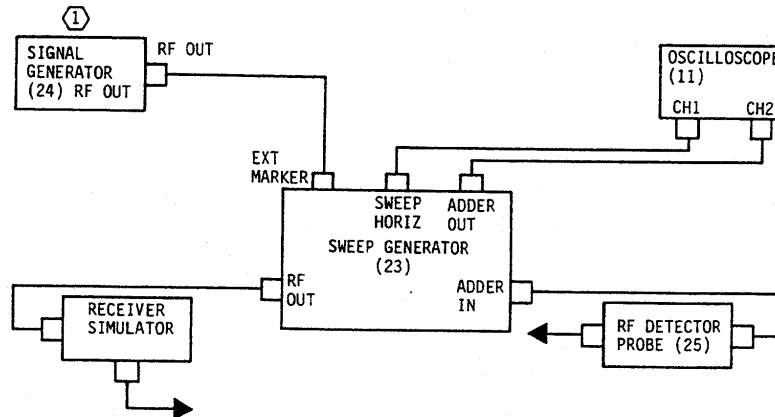 1
SIGNAL
GENERATOR
(24) RF OUT
RF OUT
OSCILLOSCOPE
(11)
CH1
CH2
EXT
MARKER
SWEEP
HORIZ
ADDER
OUT
SWEEP GENERATOR
(23)
RF
OUT
ADDER
IN
RECEIVER
SIMULATOR
RF DETECTOR
PROBE (25)